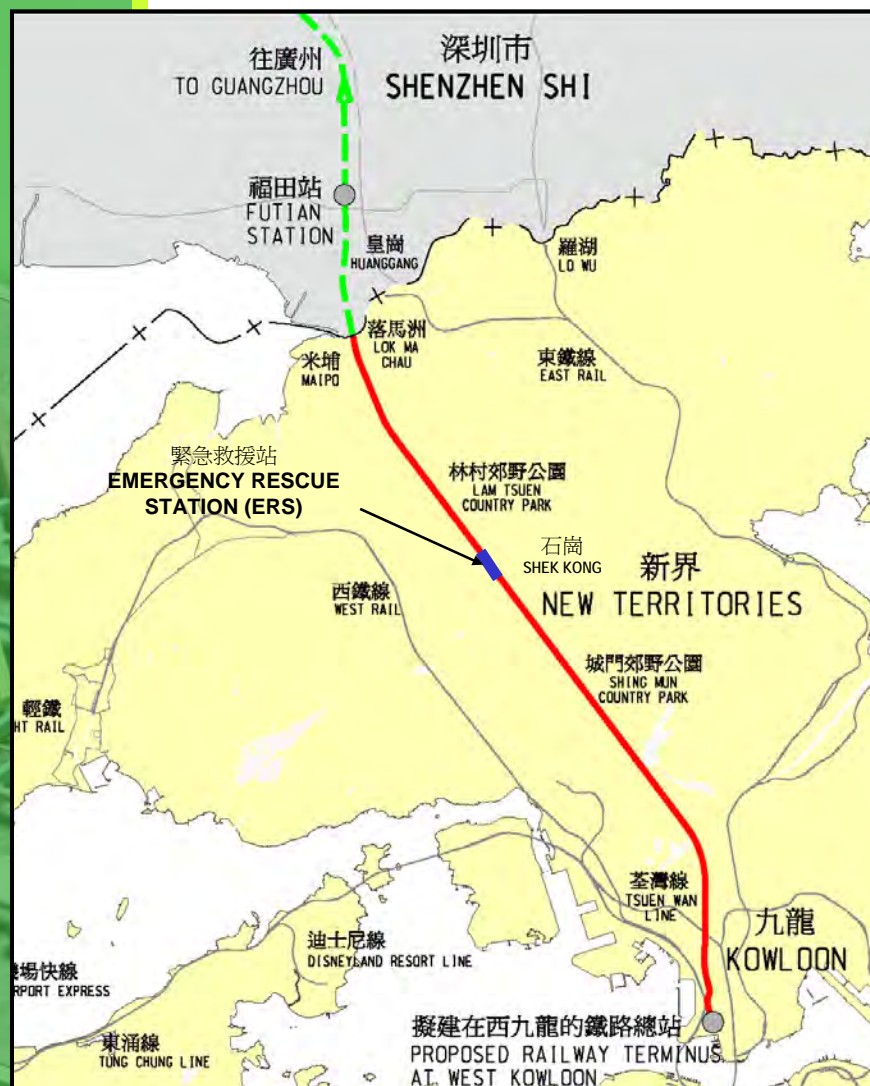 往廣州
TO GUANGZHOU
深圳市
SHENZHEN SHI
福田站
FUTIAN
STATION
皇崗
HUANGGANG
羅湖
LO WU
落馬洲
LOK MA
CHAU
米埔
MAIPO
東鐵線
EAST RAIL
緊急救援站
EMERGENCY RESCUE
STATION (ERS)
林村郊野公園
LAM TSUEN
COUNTRY PARK
石崗
SHEK KONG
新界
NEW TERRITORIES
西鐵線
WEST RAIL
城門郊野公園
SHING MUN
COUNTRY PARK
輕鐵
HT RAIL
荃灣線
TSUEN WAN
LINE
九龍
KOWLOON
迪士尼線
DISNEYLAND RESORT LINE
場快線
RPORT EXPRESS
東涌線
TUNG CHUNG LINE
擬建在西九龍的鐵路總站
PROPOSED RAILWAY TERMINUS
AT WEST KOWLOON